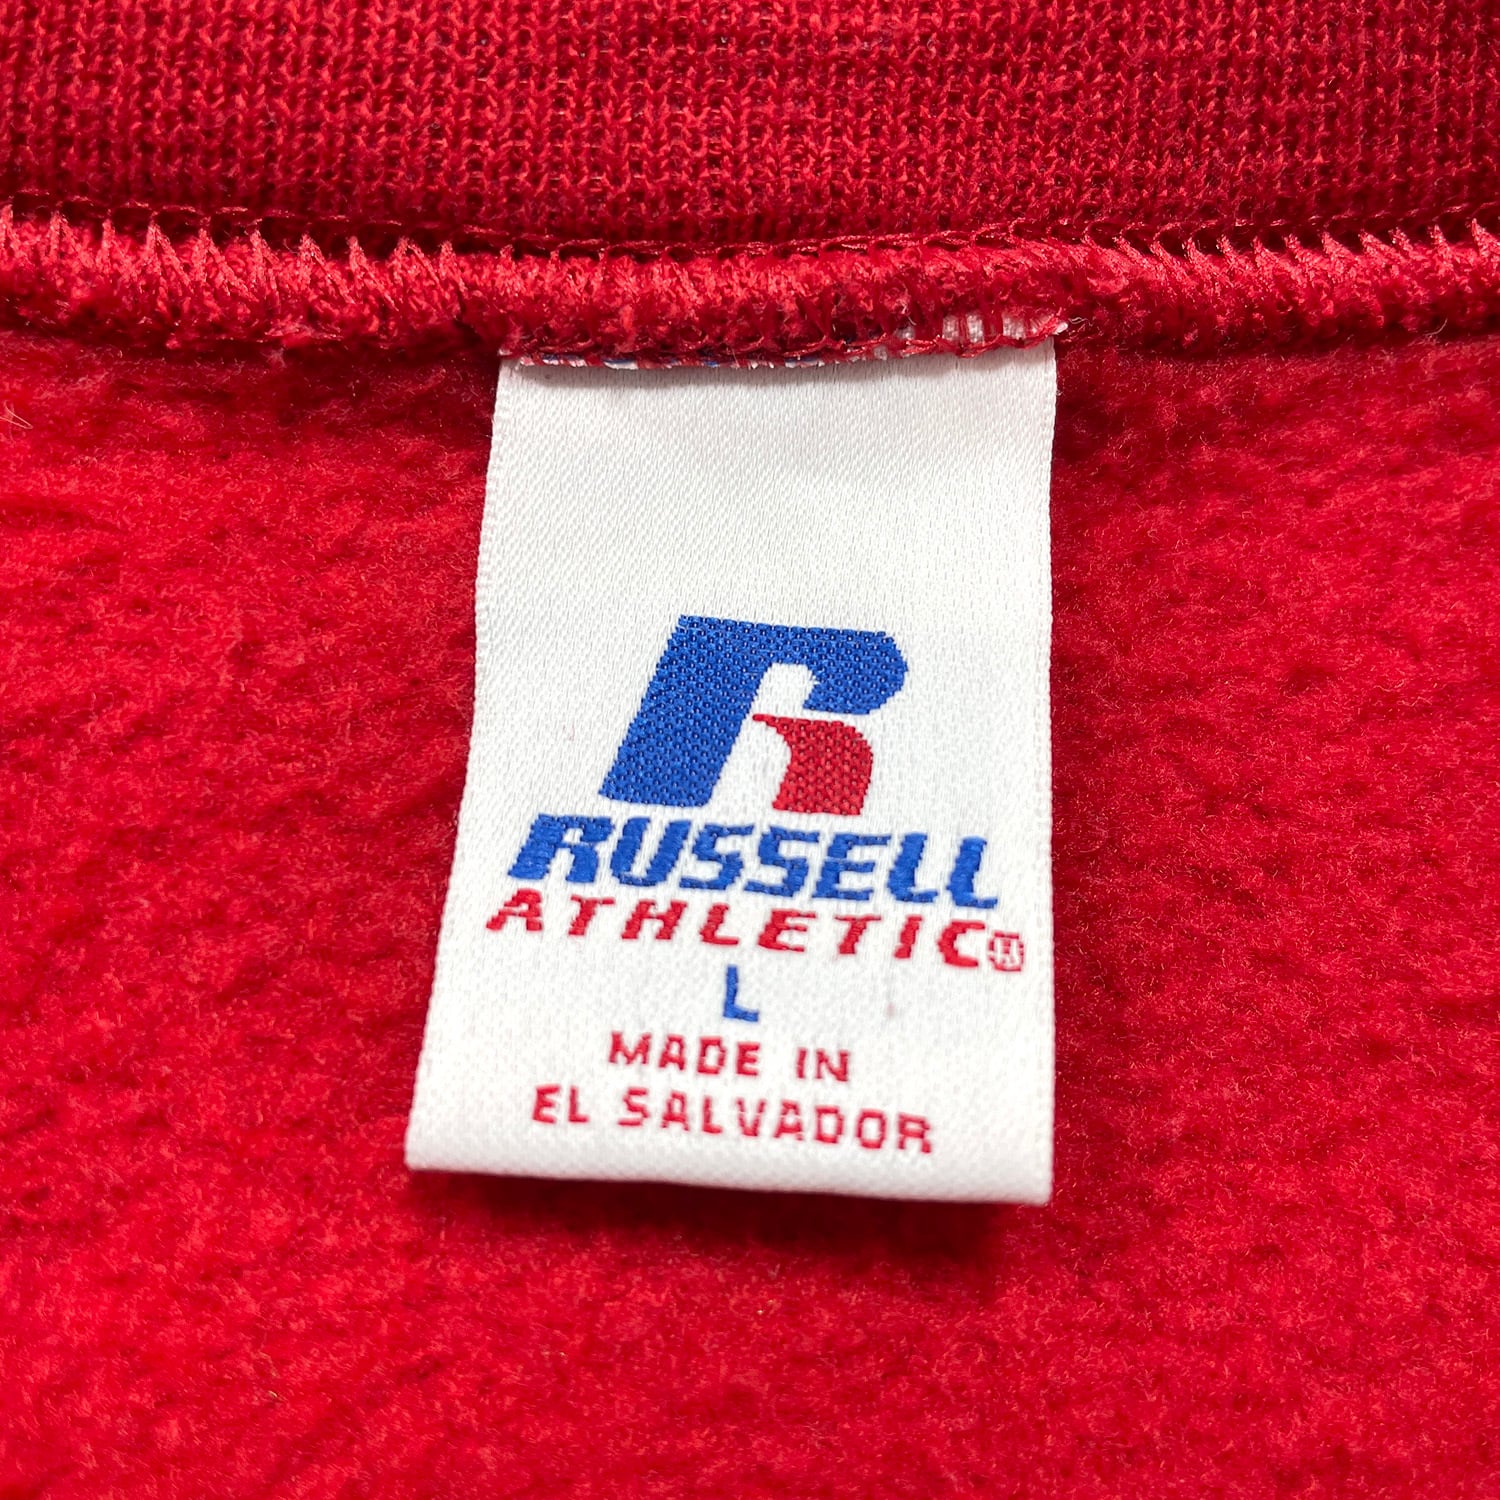 R
RUSSELL
ATHLETIC®
L
MADE IN
EL SALVADOR